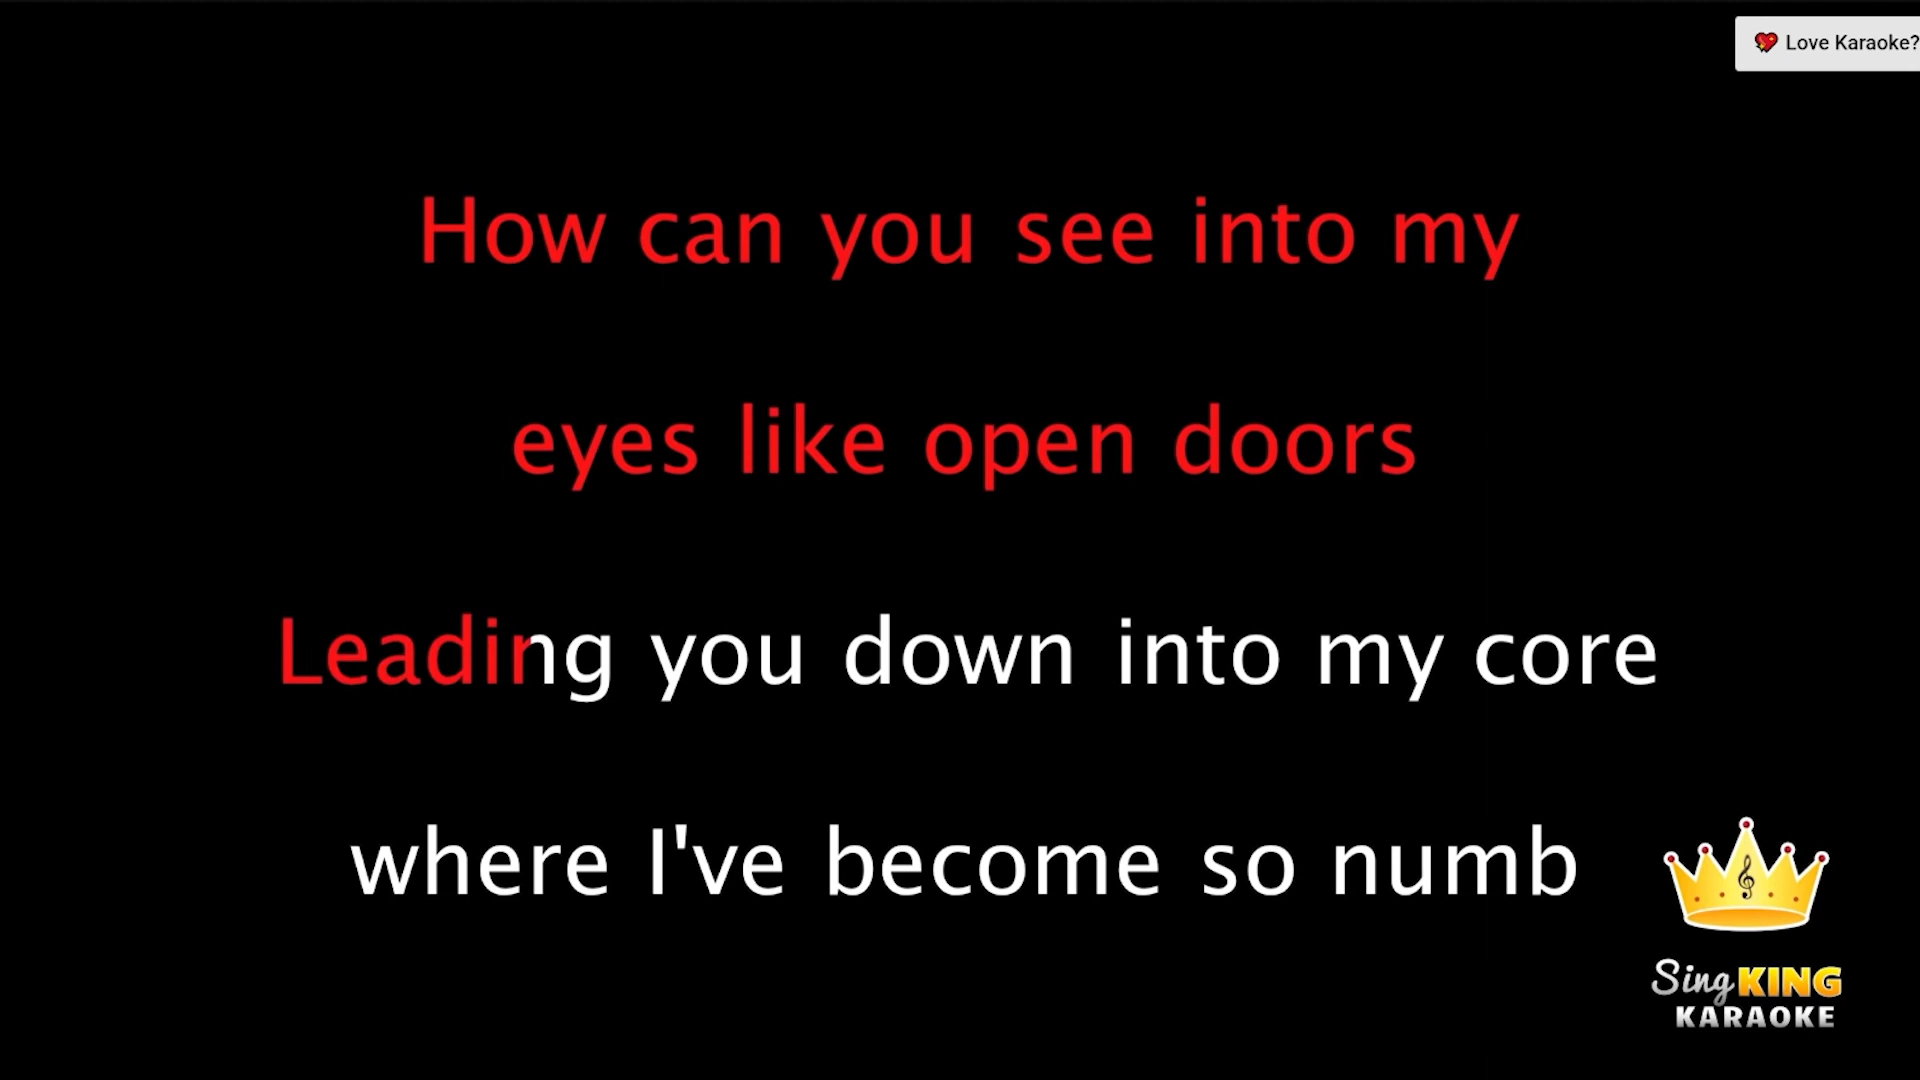 Love Karaoke?
How can you see into my
eyes like open doors
Leading you down into my core
where I've become so numb
Sing KING
KARAOKE